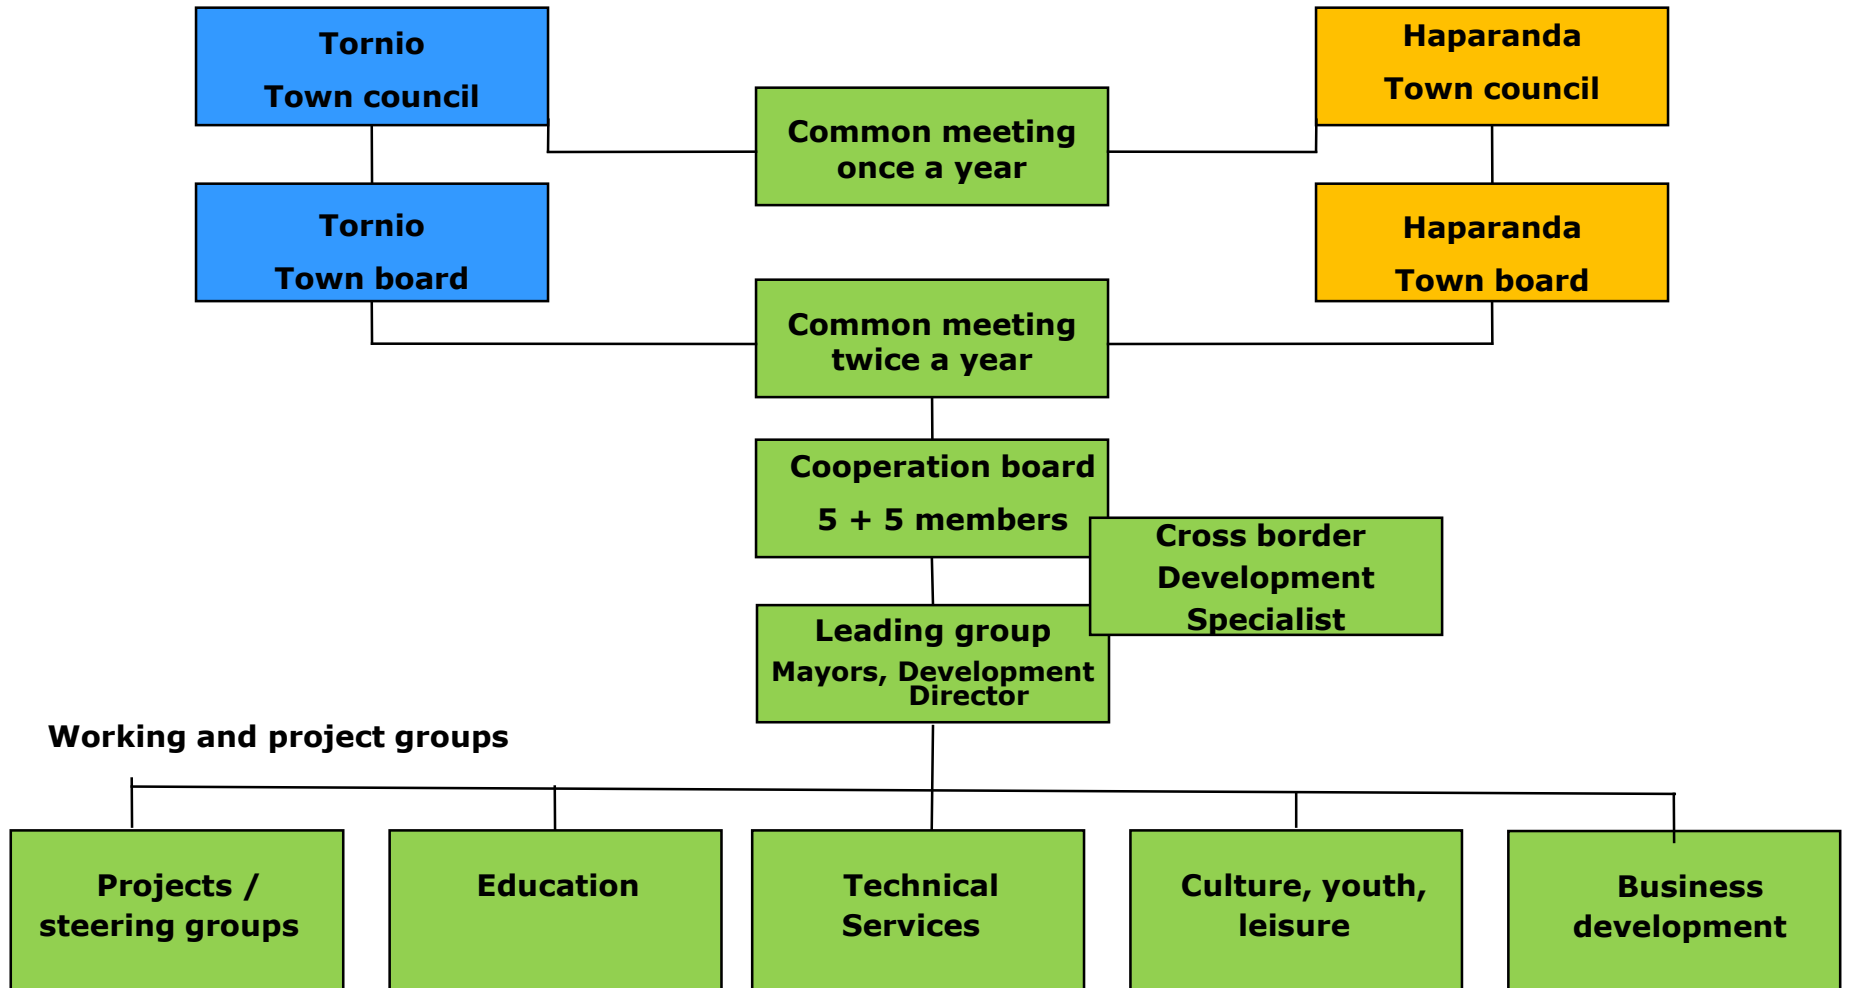 Tornio
Town council
Haparanda
Town council
Common meeting
once a year
Tornio
Town board
Haparanda
Town board
Common meeting
twice a year
Cooperation board
5 + 5 members
Cross border
Development
Specialist
Leading group
Mayors, Development
Director
Working and project groups
Projects /
steering groups
Education
Technical
Services
Culture, youth,
leisure
Business
development